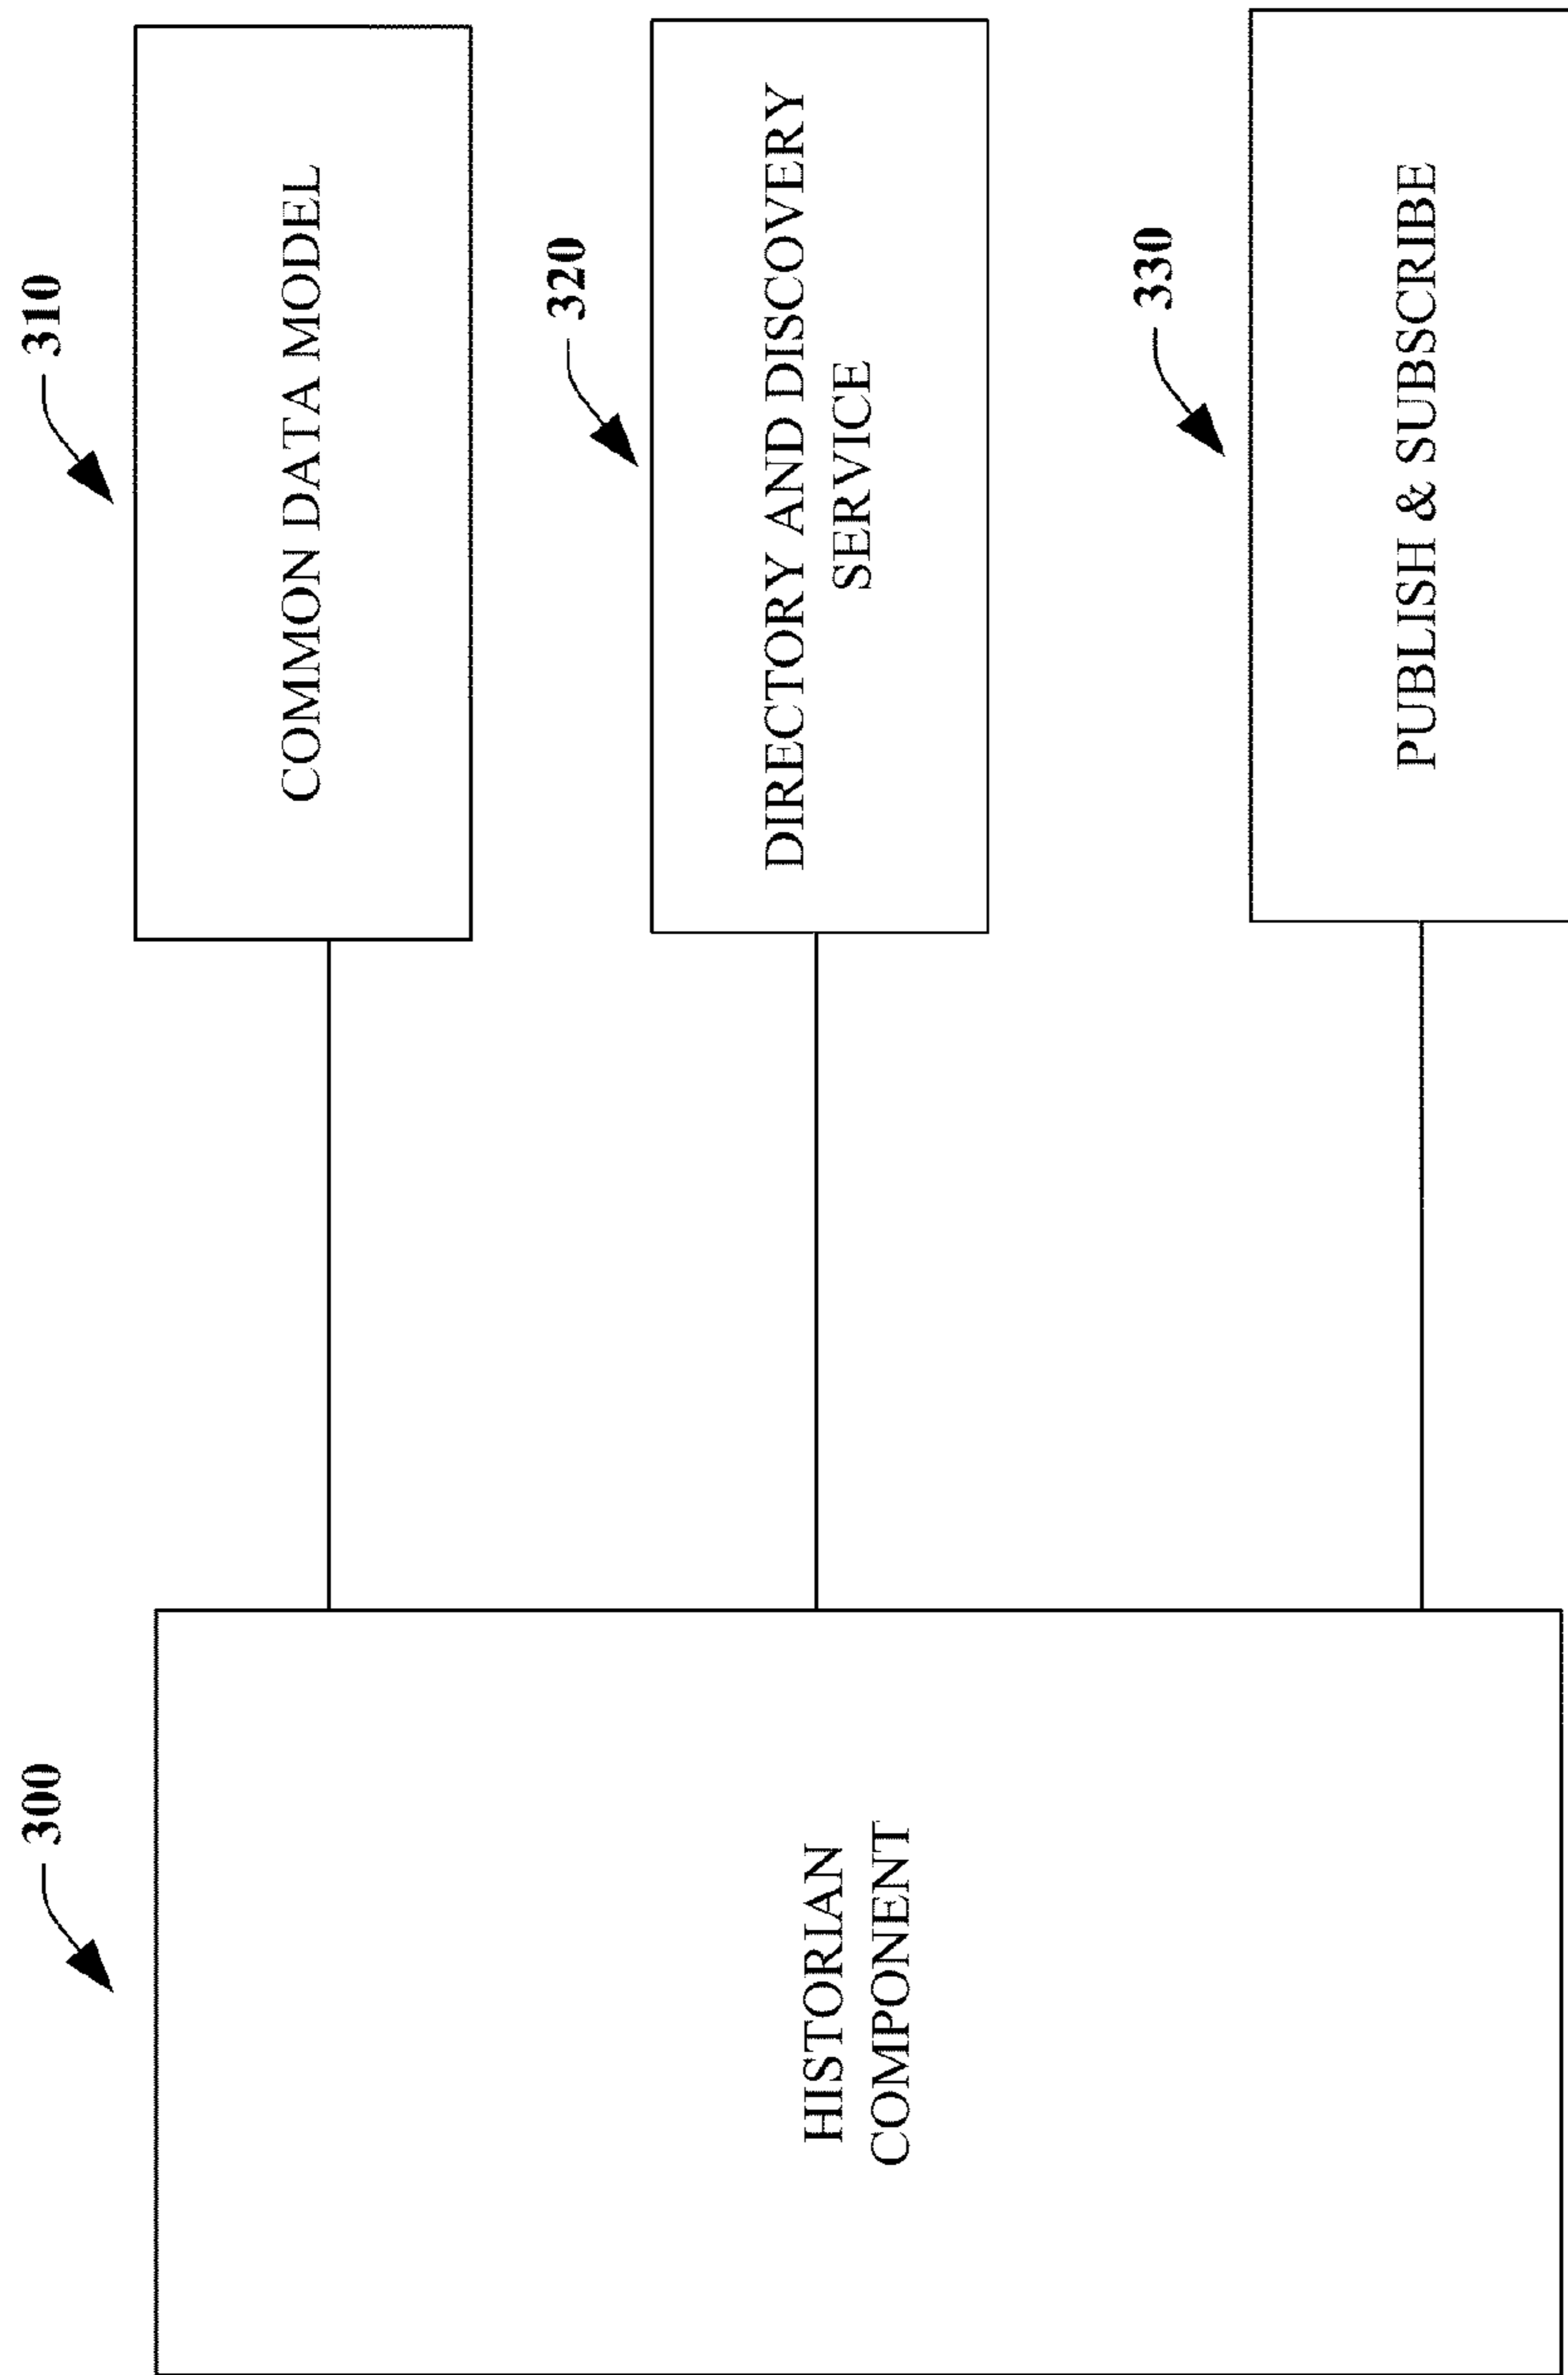 310
COMMON DATA MODEL
320
DIRECTORY AND DISCOVERY
SERVICE
330
PUBLISH & SUBSCRIBE
300
HISTORIAN
COMPONENT